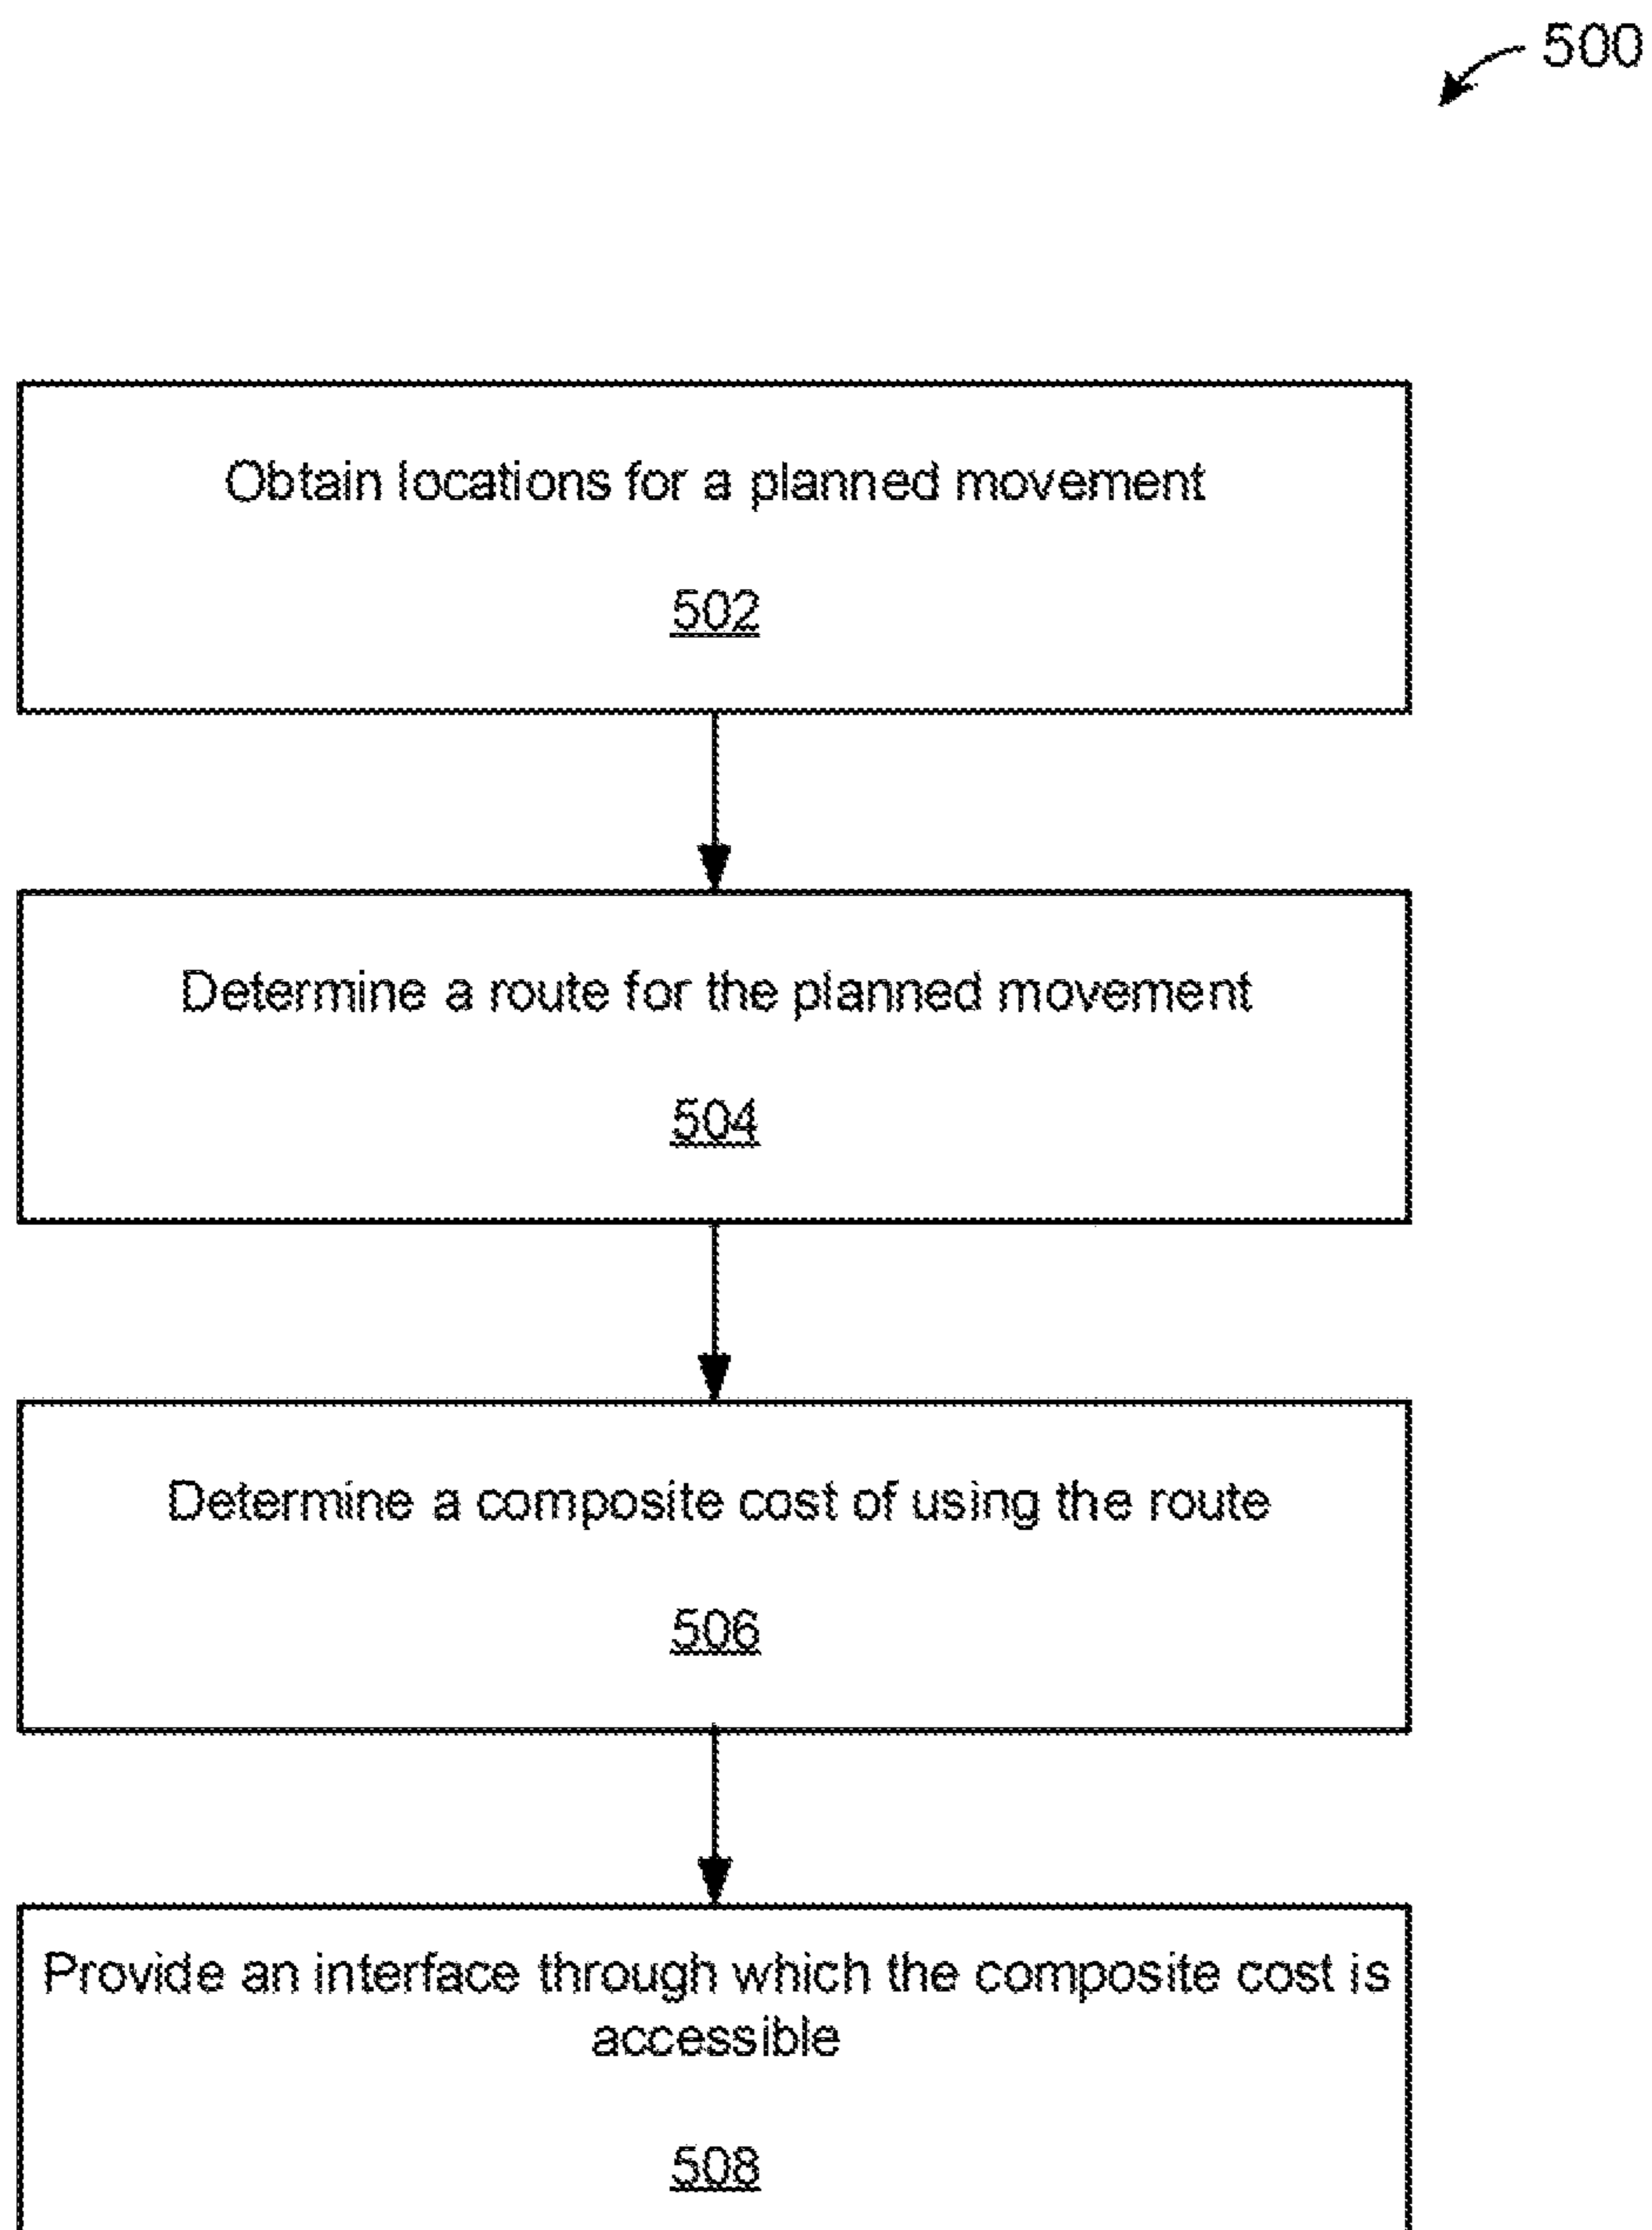 500
Obtain locations for a planned movement
502
Determine a route for the planned movement
504
Determine a composite cost of using the route
506
Provide an interface through which the composite cost is
accessible
508